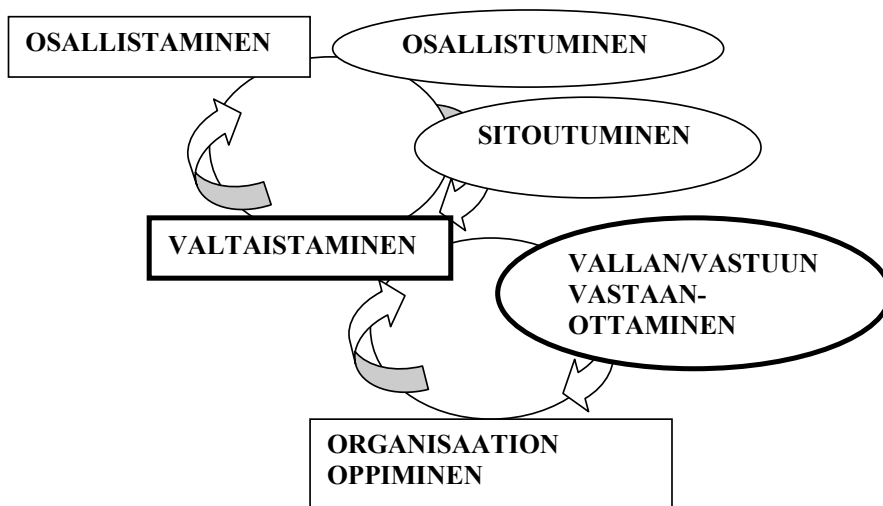 OSALLISTAMINEN
OSALLISTUMINEN
SITOUTUMINEN
VALTAISTAMINEN
VALLAN/VASTUUN
VASTAAN-
OTTAMINEN
ORGANISAATION
OPPIMINEN